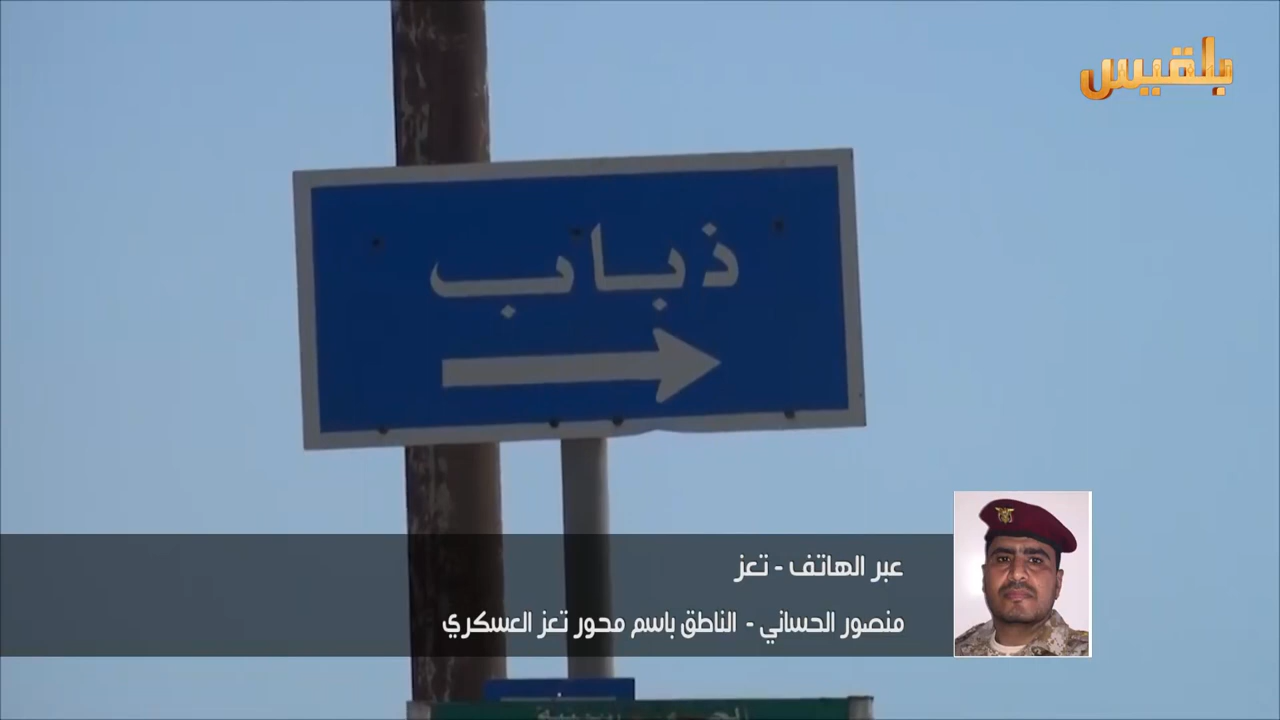 بلقيس
ذباب
عبر الهاتف - تعز
منصور الحساني - الناطق باسم محور تعز العسكري